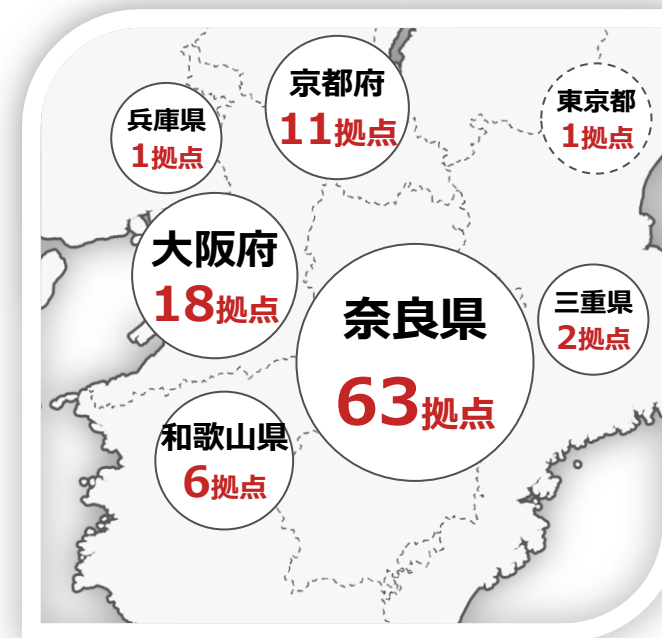 京都府
11拠点
東京都
1拠点
兵庫県
1拠点
大阪府
18拠点
奈良県
63拠点
三重県
2拠点
和歌山県
6拠点